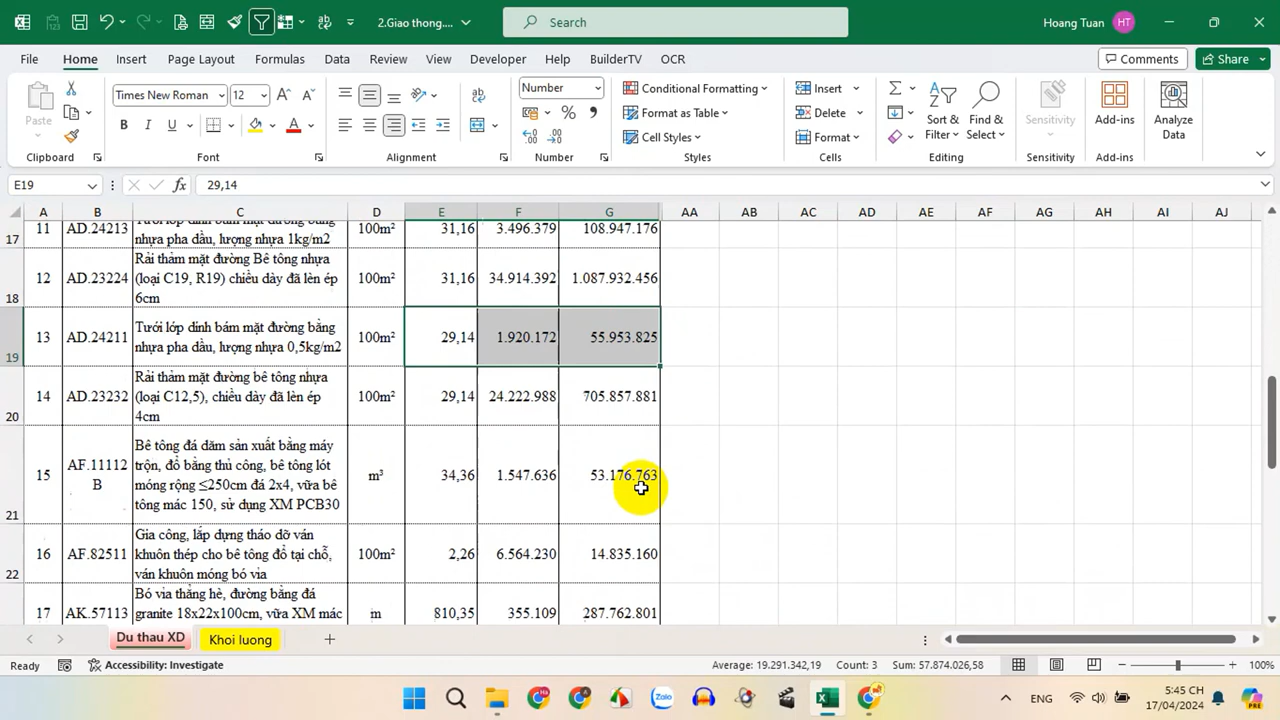 2.Giao thong....
Search
Hoang Tuan HT
File Home Insert Page Layout Formulas Data Review View Developer Help BuilderTV OCR
Comments Share
Paste
Times New Roman 12
B I U
Number
Conditional Formatting
Format as Table
Cell Styles
Insert
Delete
Format
Sort & Filter
Find & Select
Sensitivity
Add-ins
Analyze Data
Clipboard Font Alignment Number Styles Cells Editing Sensitivity Add-ins
E19 29,14
A B C D E F G AA AB AC AD AE AF AG AH AI AJ
17 11 AD.24213 Tưới lớp dính bám mặt đường bằng 100m² 31,16 3.496.379 108.947.176
nhựa pha dầu, lượng nhựa 1kg/m2
Rải thảm mặt đường Bê tông nhựa
18 12 AD.23224 (loại C19, R19) chiều dày đã lèn ép 100m² 31,16 34.914.392 1.087.932.456
6cm
19 13 AD.24211 Tưới lớp dính bám mặt đường bằng 100m² 29,14 1.920.172 55.953.825
nhựa pha dầu, lượng nhựa 0,5kg/m2
Rải thảm mặt đường bê tông nhựa
20 14 AD.23232 (loại C12,5), chiều dày đã lèn ép 100m² 29,14 24.222.988 705.857.881
4cm
Bê tông đá dăm sản xuất bằng máy
21 15 AF.11112B trộn, đổ bằng thủ công, bê tông lót m³ 34,36 1.547.636 53.176.763
móng rộng ≤250cm đá 2x4, vữa bê
tông mác 150, sử dụng XM PCB30
Gia công, lắp dựng tháo dỡ ván
22 16 AF.82511 khuôn thép cho bê tông đổ tại chỗ, 100m² 2,26 6.564.230 14.835.160
ván khuôn móng bó vỉa
Bó vỉa thẳng hè, đường bằng đá
17 AK.57113 granite 18x22x100cm, vữa XM mác m 810,35 355.109 287.762.801
Du thau XD Khoi luong
Ready Accessibility: Investigate Average: 19.291.342,19 Count: 3 Sum: 57.874.026,58 100%
Zalo
ENG
5:45 CH
17/04/2024
PRE